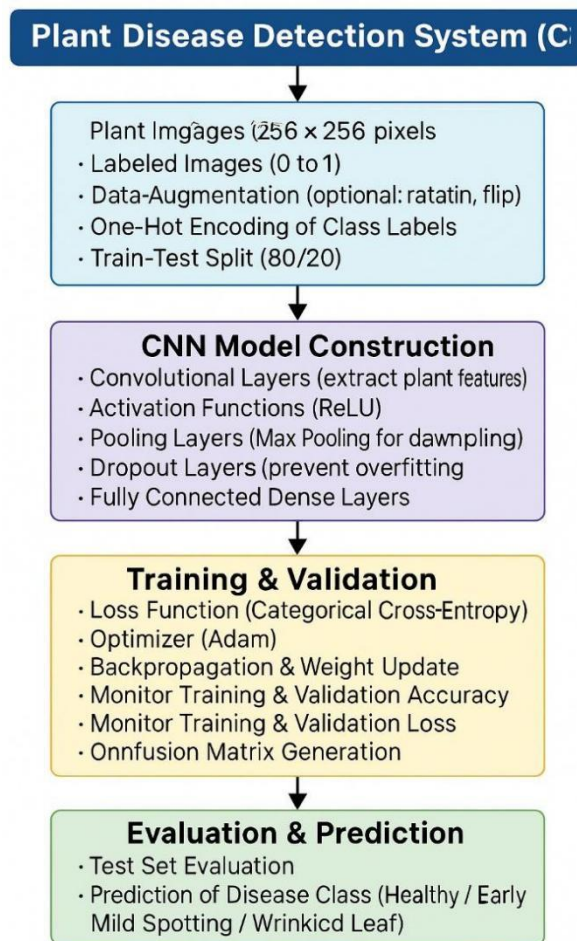 Plant Disease Detection System (C
Plant Imgages (256 × 256 pixels
· Labeled Images (0 to 1)
· Data-Augmentation (optional: ratatin, flip)
· One-Hot Encoding of Class Labels
· Train-Test Split (80/20)
CNN Model Construction
· Convolutional Layers (extract plant features)
· Activation Functions (ReLU)
· Pooling Layers (Max Pooling for dawnpling)
· Dropout Layers (prevent overfitting
· Fully Connected Dense Layers
Training & Validation
· Loss Function (Categorical Cross-Entropy)
· Optimizer (Adam)
· Backpropagation & Weight Update
· Monitor Training & Validation Accuracy
· Monitor Training & Validation Loss
· Onnfusion Matrix Generation
Evaluation & Prediction
· Test Set Evaluation
· Prediction of Disease Class (Healthy / Early
Mild Spotting / Wrinkicd Leaf)